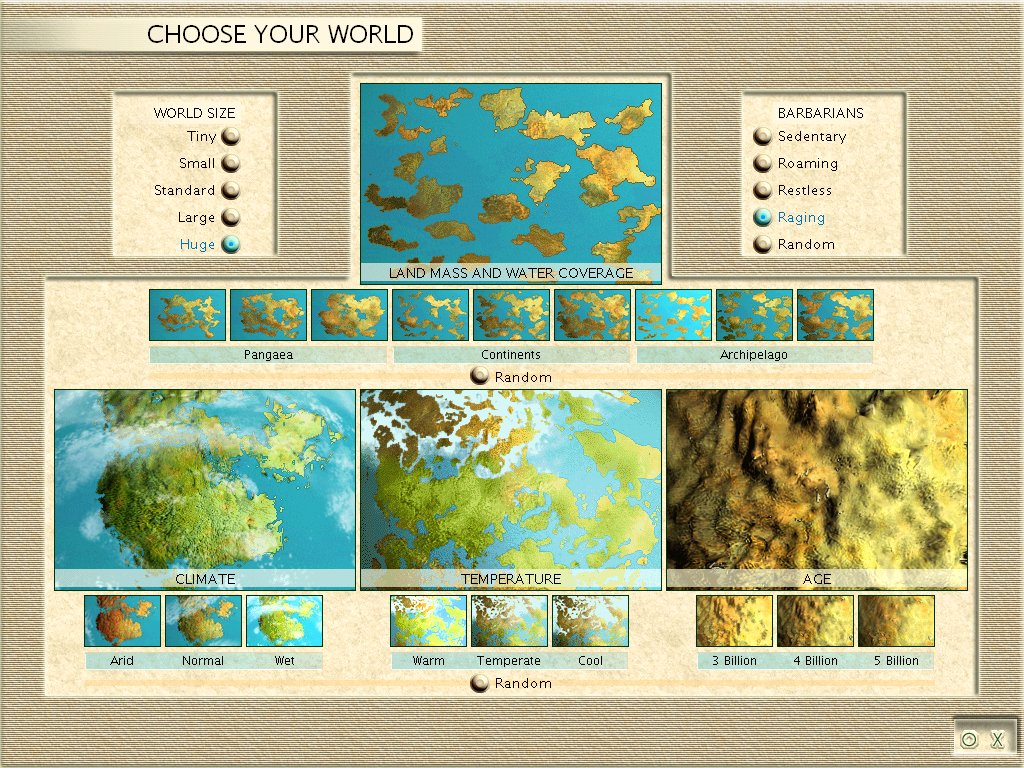 CHOOSE YOUR WORLD
WORLD SIZE
Tiny
Small
Standard
Large
Huge
BARBARIANS
Sedentary
Roaming
Restless
Raging
Random
LAND MASS AND WATER COVERAGE
Pangaea Continents Archipelago
Random
CLIMATE TEMPERATURE AGE
Arid Normal Wet Warm Temperate Cool 3 Billion 4 Billion 5 Billion
Random
X